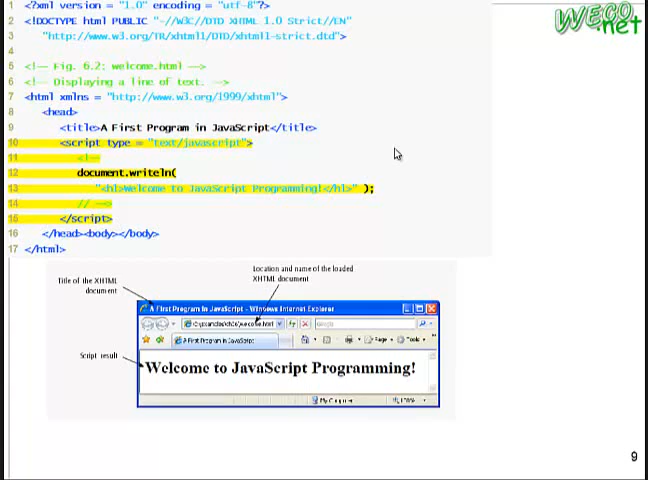 WECO.net
1 <?xml version = "1.0" encoding = "utf-8"?>
2 <!DOCTYPE html PUBLIC "-//W3C//DTD XHTML 1.0 Strict//EN"
3 "http://www.w3.org/TR/xhtml1/DTD/xhtml1-strict.dtd">
4
5 <!-- Fig. 6.2: welcome.html -->
6 <!-- Displaying a line of text. -->
7 <html xmlns = "http://www.w3.org/1999/xhtml">
8 <head>
9 <title>A First Program in JavaScript</title>
10 <script type = "text/javascript">
11 <!--
12 document.writeln(
13 "<h1>Welcome to JavaScript Programming!</h1>" );
14 // -->
15 </script>
16 </head><body></body>
17 </html>
Location and name of the loaded
XHTML document
Title of the XHTML
document
A First Program in JavaScript - Windows Internet Explorer
Google
A First Program in JavaScript
Page
Tools
Script result
Welcome to JavaScript Programming!
My Computer
9